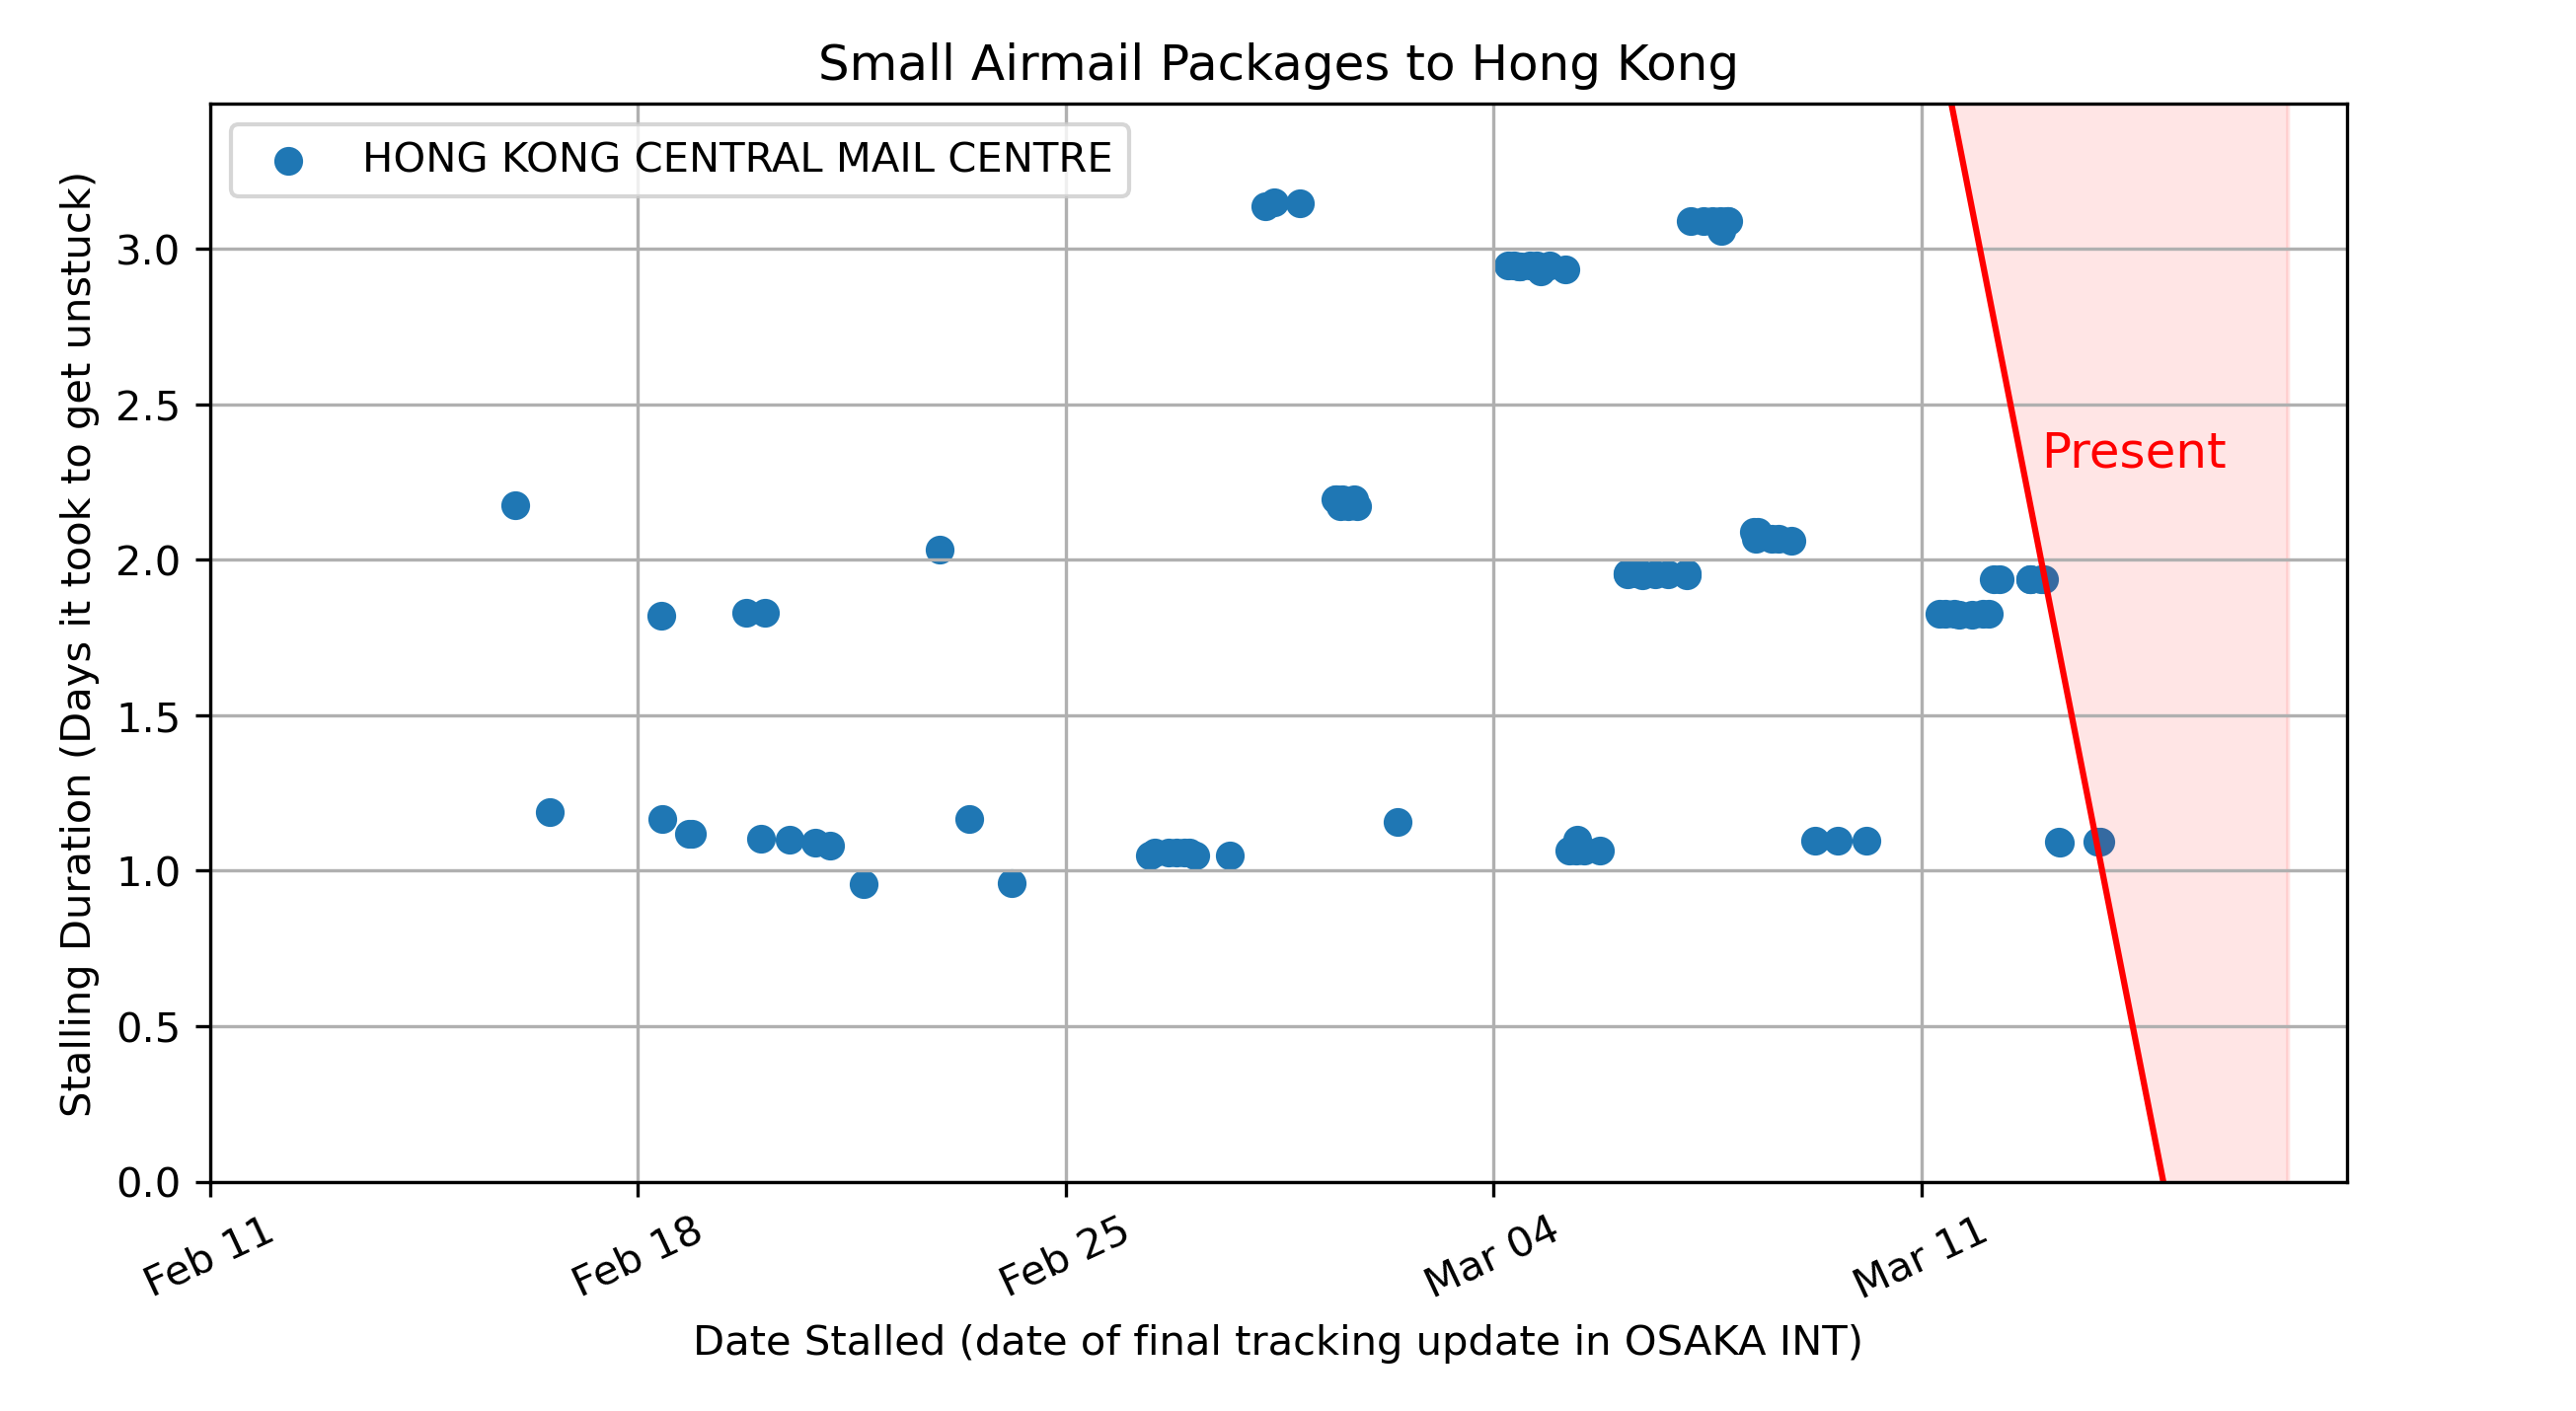 Small Airmail Packages to Hong Kong
HONG KONG CENTRAL MAIL CENTRE
Stalling Duration (Days it took to get unstuck)
3.0
2.5
2.0
1.5
1.0
0.5
0.0
Present
Feb 11
Feb 18
Feb 25
Mar 04
Mar 11
Date Stalled (date of final tracking update in OSAKA INT)